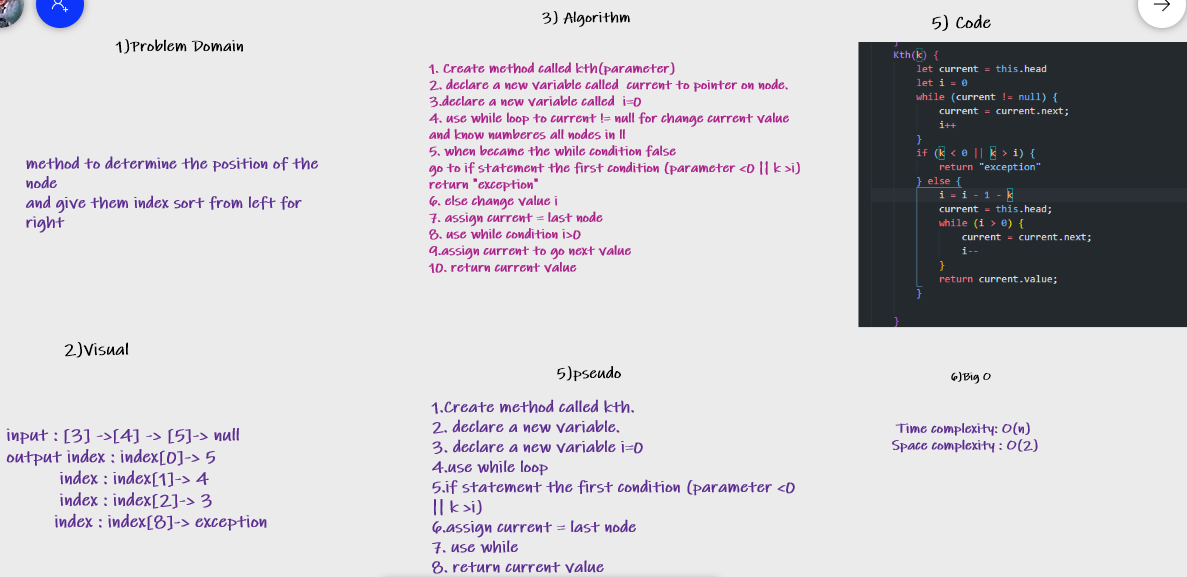 1)Problem Domain
method to determine the position of the
node
and give them index sort from left for
right
2)Visual
input : [3] ->[4] -> [5]-> null
output index : index[0]-> 5
index : index[1]-> 4
index : index[2]-> 3
index : index[8]-> exception
3) Algorithm
1. Create method called kth(parameter)
2. declare a new variable called current to pointer on node.
3.declare a new variable called i=0
4. use while loop to current != null for change current value
and know numberes all nodes in ll
5. when became the while condition false
go to if statement the first condition (parameter <0 || k >i)
return "exception"
6. else change value i
7. assign current = last node
8. use while condition i>0
9.assign current to go next value
10. return current value
5)pseudo
1.Create method called kth.
2. declare a new variable.
3. declare a new variable i=0
4.use while loop
5.if statement the first condition (parameter <0
|| k >i)
6.assign current = last node
7. use while
8. return current value
5) Code
}
Kth(k) {
let current = this.head
let i = 0
while (current != null) {
current = current.next;
i++
}
if (k < 0 || k > i) {
return "exception"
} else {
i = i - 1 - k
current = this.head;
while (i > 0) {
current = current.next;
i--
}
return current.value;
}
}
6)Big O
Time complexity: O(n)
Space complexity : O(2)